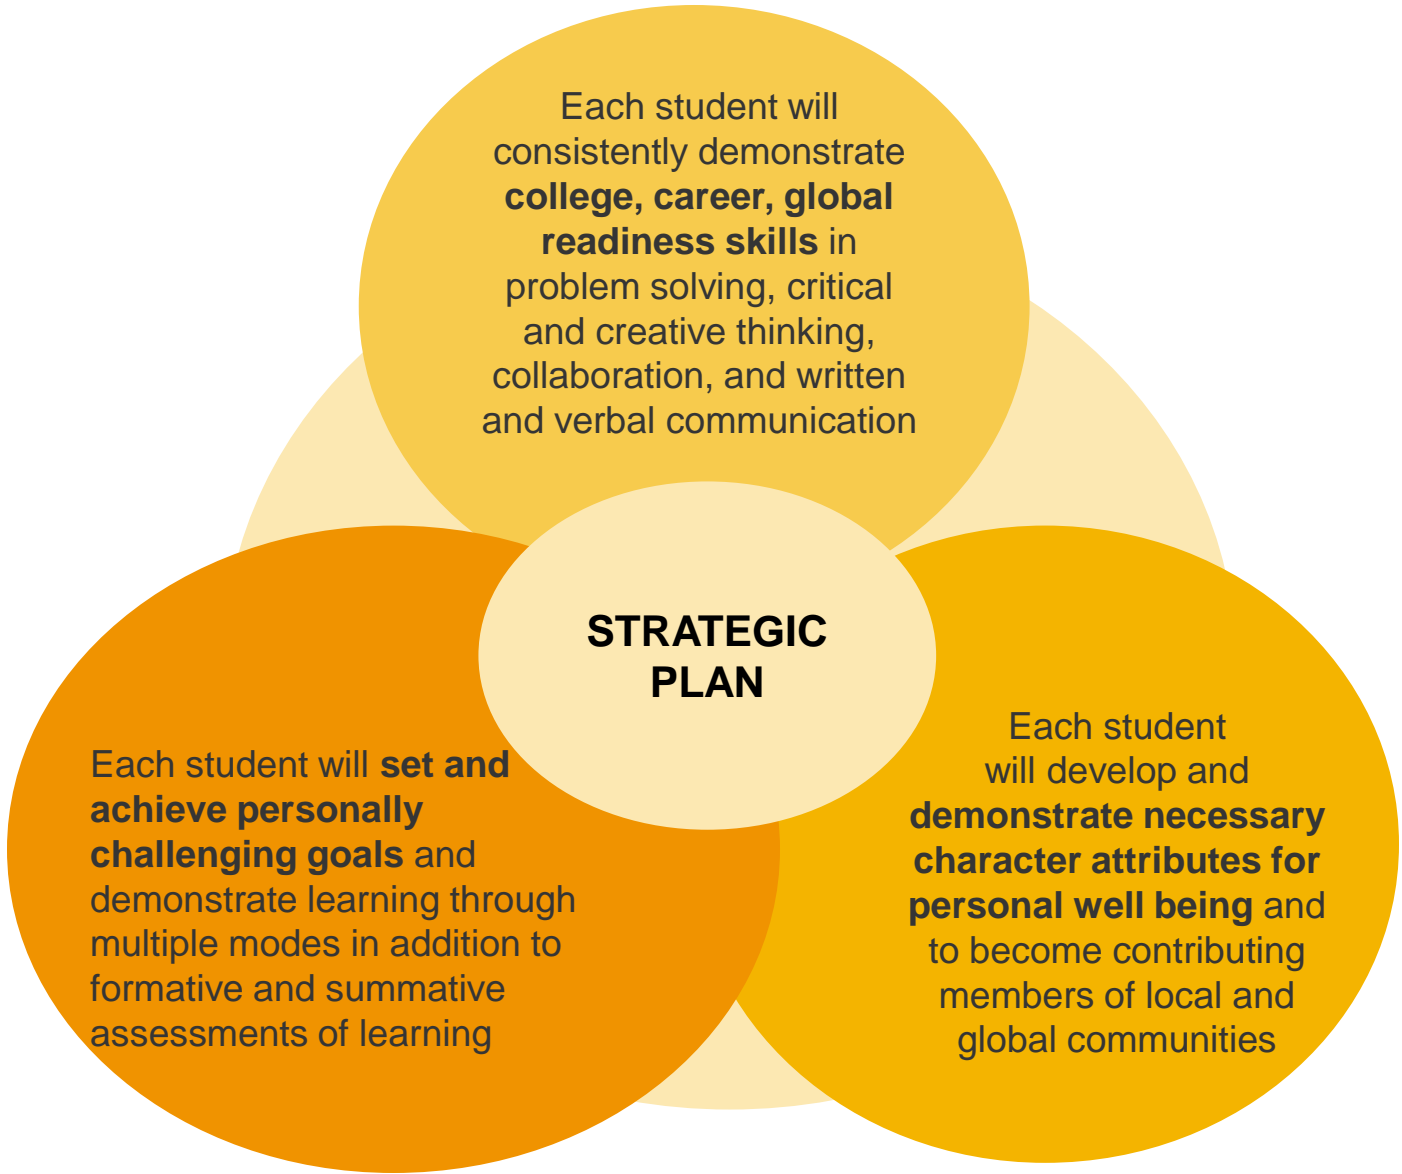 Each student will
consistently demonstrate
college, career, global
readiness skills in
problem solving, critical
and creative thinking,
collaboration, and written
and verbal communication
STRATEGIC
PLAN
Each student will set and
achieve personally
challenging goals and
demonstrate learning through
multiple modes in addition to
formative and summative
assessments of learning
Each student
will develop and
demonstrate necessary
character attributes for
personal well being and
to become contributing
members of local and
global communities